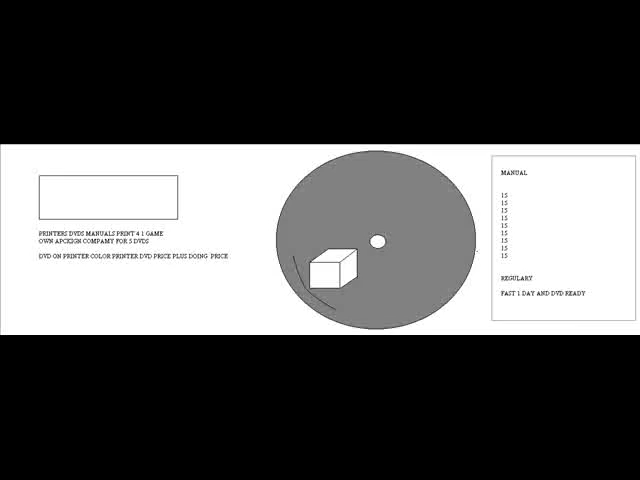 PRINTERS DVDS MANUALS PRINT 4 1 GAME
OWN APCKIGN COMPAMY FOR 5 DVDS
DVD ON PRINTER COLOR PRINTER DVD PRICE PLUS DOING PRICE
MANUAL
15
15
15
15
15
15
15
15
15
REGULARY
FAST 1 DAY AND DVD READY